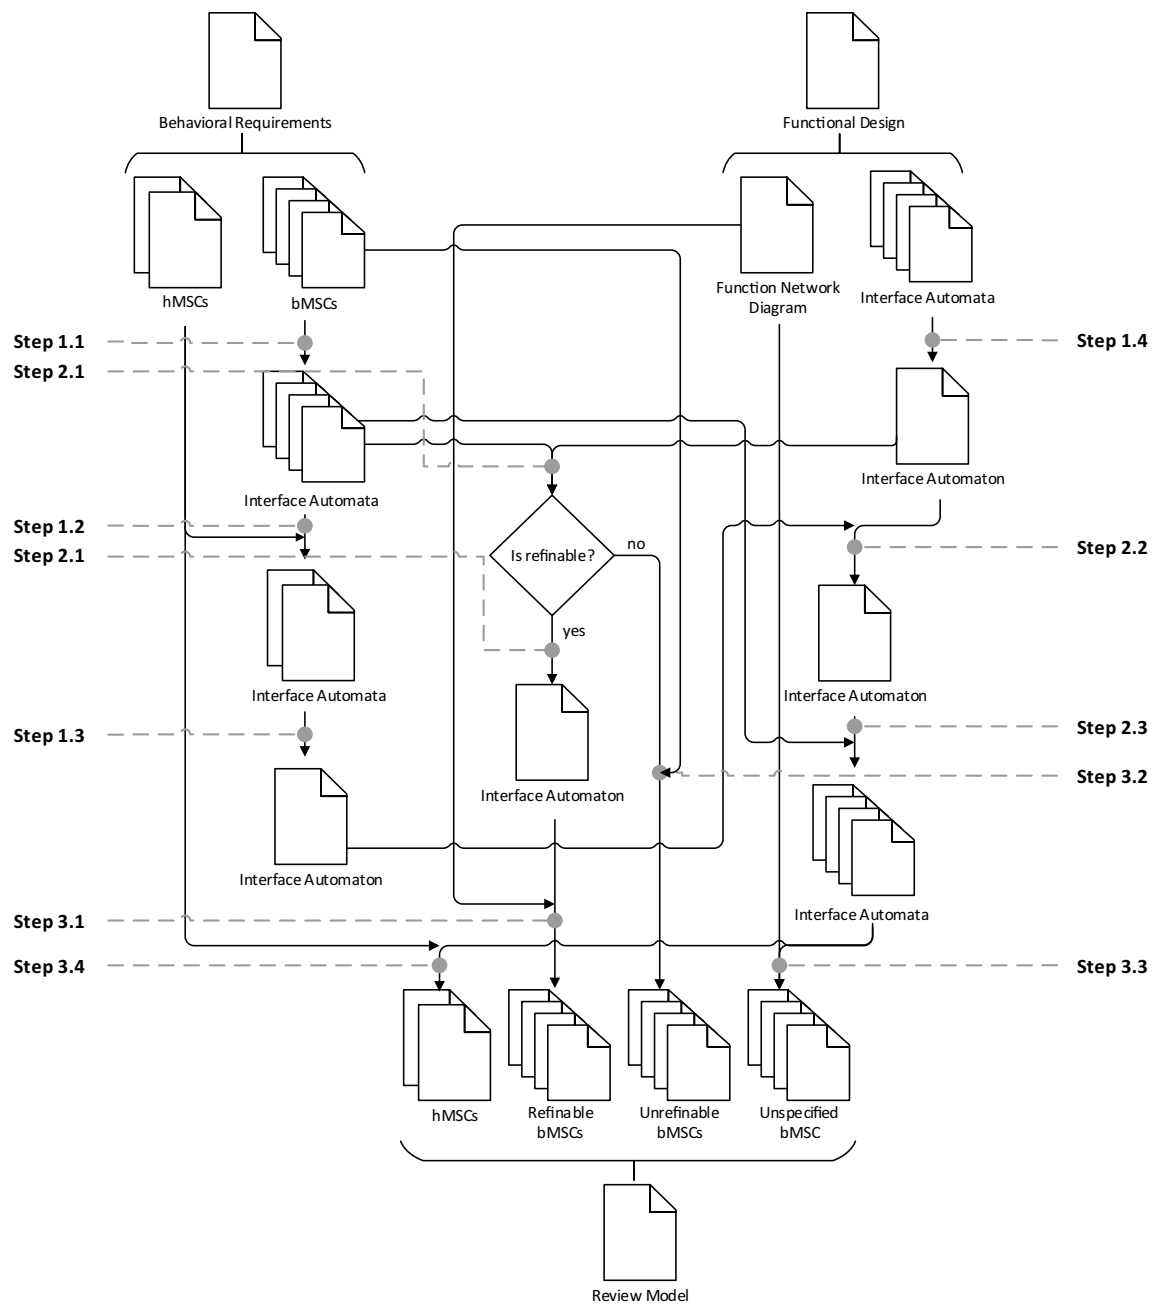 Behavioral Requirements
Functional Design
hMSCs
bMSCs
Function Network
Diagram
Interface Automata
Step 1.1
Step 1.4
Step 2.1
Interface Automata
Interface Automaton
Step 1.2
Step 2.1
Is refinable?
no
yes
Step 2.2
Interface Automata
Interface Automaton
Step 1.3
Step 2.3
Interface Automaton
Step 3.2
Interface Automaton
Interface Automata
Step 3.1
Step 3.4
Step 3.3
hMSCs
Refinable
bMSCs
Unrefinable
bMSCs
Unspecified
bMSC
Review Model